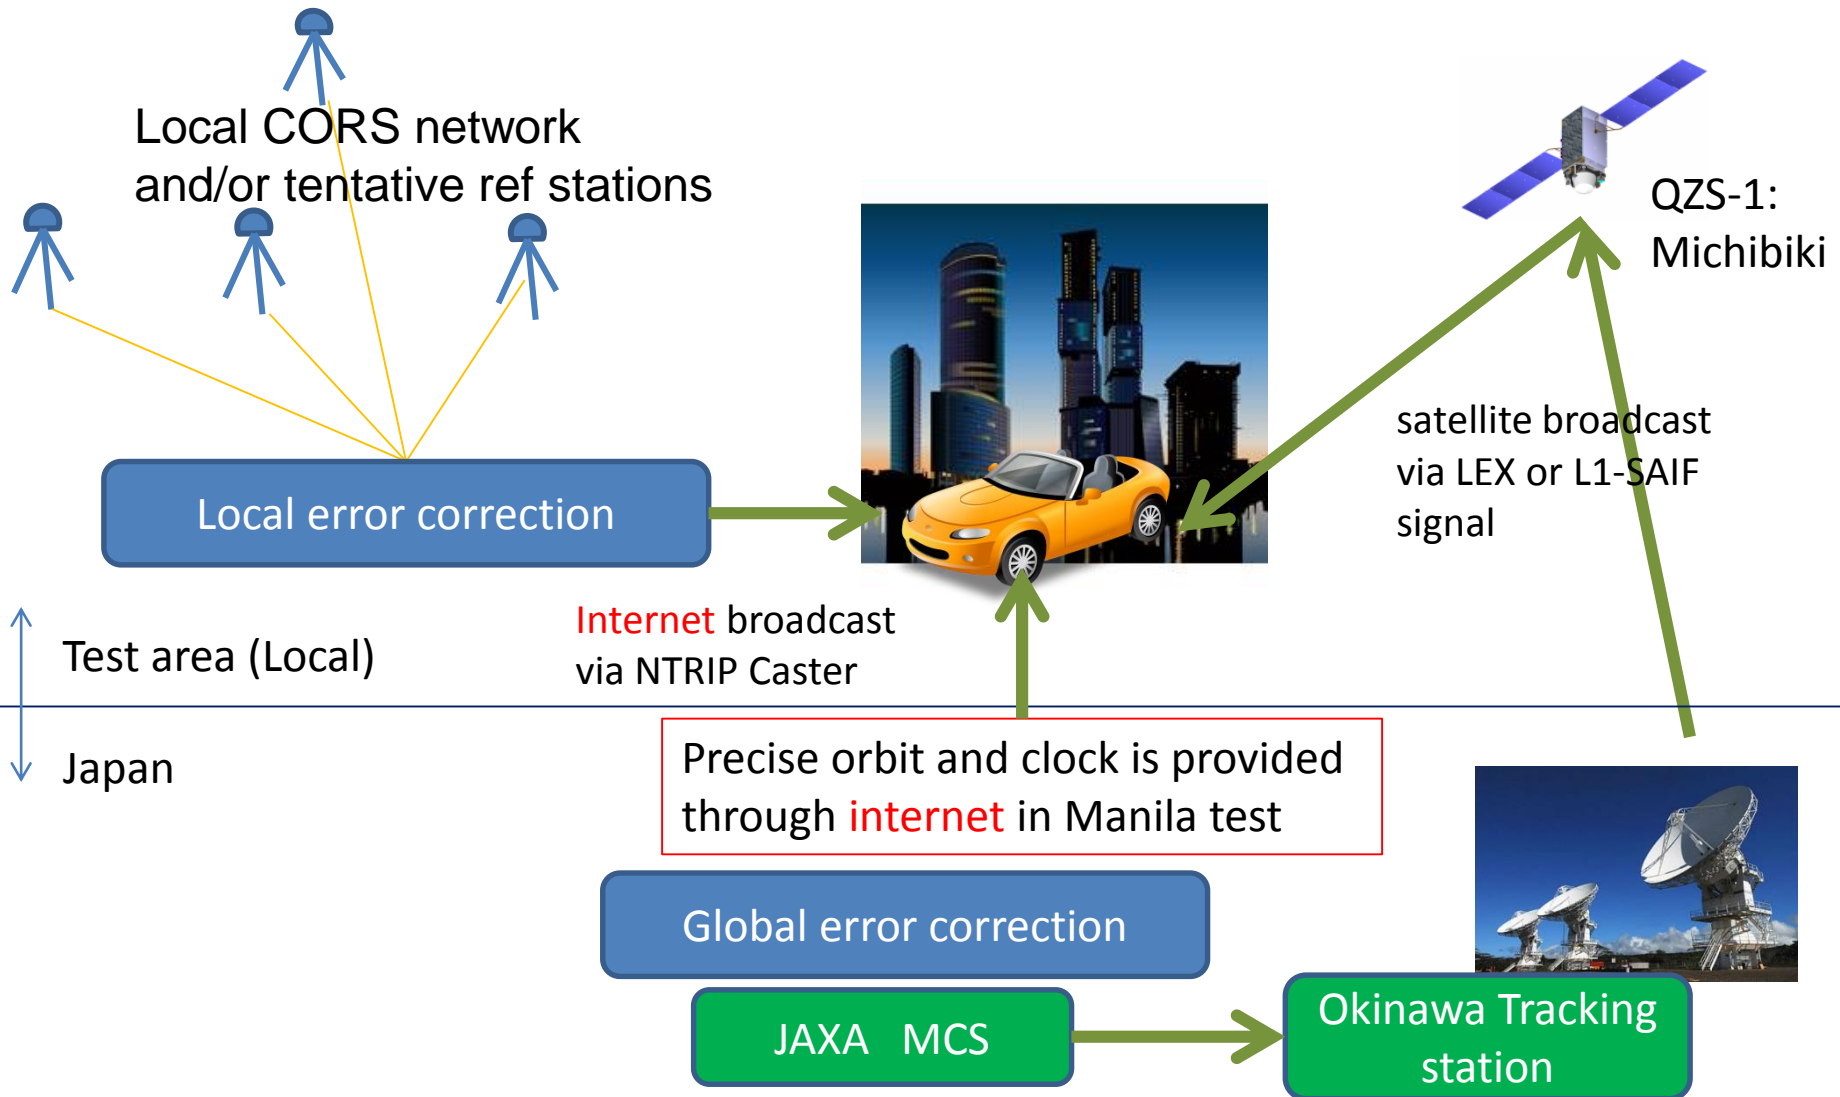 Local CORS network
and/or tentative ref stations
QZS-1:
Michibiki
satellite broadcast
via LEX or L1-SAIF
signal
Local error correction
Internet broadcast
via NTRIP Caster
Test area (Local)
Japan
Precise orbit and clock is provided
through internet in Manila test
Global error correction
JAXA MCS
Okinawa Tracking
station